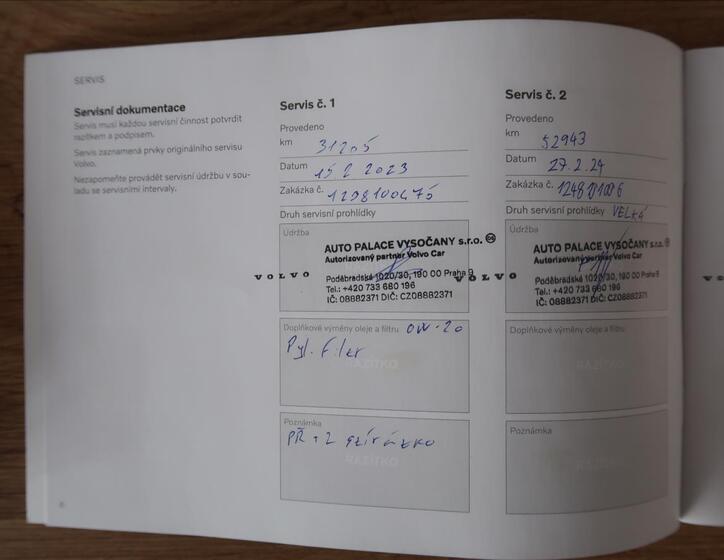 SERVIS
Servisní dokumentace
Servis musí každou servisní činnost potvrdit
razítkem a podpisem.
Servis zaznamená prvky originálního servisu
Volvo.
Nezapomeňte provádět servisní údržbu v sou-
ladu se servisními intervaly.
Servis č. 1
Provedeno
km 31205
Datum 15 2 2023
Zakázka č. 1298100475
Druh servisní prohlídky
Údržba
AUTO PALACE VYSOČANY s.r.o.
Autorizovaný partner Volvo Car
VOLVO
Poděbradská 1020/30, 190 00 Praha 9
Tel.: +420 733 680 196
IČ: 08882371 DIČ: CZ08882371
Doplňkové výměny oleje a filtru 0W-20
Pyl. Filter
RAZÍTKO
Poznámka
PŘ + Z
RAZÍTKO
Servis č. 2
Provedeno
km 52943
Datum 27.2.24
Zakázka č.
Druh servisní prohlídky VELKÁ
Údržba
AUTO PALACE VYSOČANY s.r.o.
Autorizovaný partner Volvo Car
VOLVO
Poděbradská 1020/30, 190 00 Praha 9
Tel.: +420 733 680 196
IČ: 08882371 DIČ: CZ08882371
Doplňkové výměny oleje a filtru
RAZÍTKO
Poznámka
RAZÍTKO